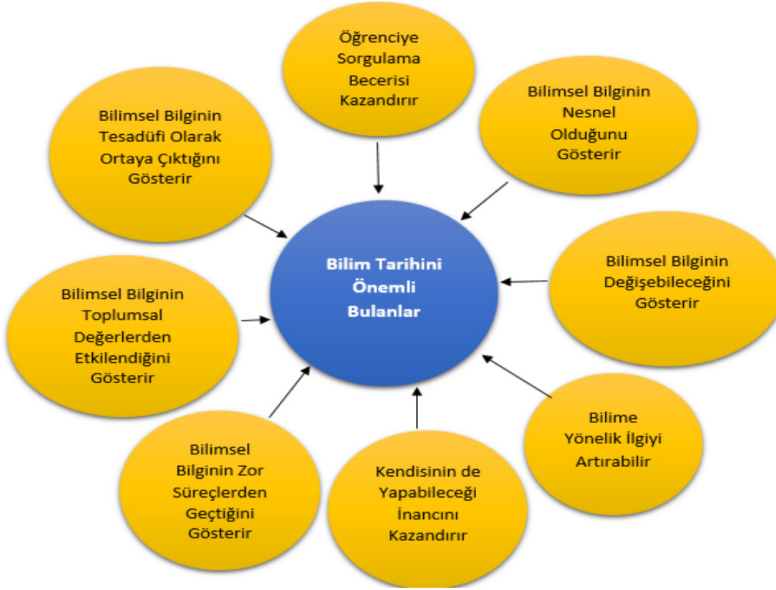 Öğrenciye
Sorgulama
Becerisi
Kazandırır
Bilimsel Bilginin
Nesnel
Olduğunu
Gösterir
Bilimsel Bilginin
Tesadüfi Olarak
Ortaya Çıktığını
Gösterir
Bilim Tarihini
Önemli
Bulanlar
Bilimsel Bilginin
Değişebileceğini
Gösterir
Bilimsel Bilginin
Toplumsal
Değerlerden
Etkilendiğini
Gösterir
Bilime
Yönelik İlgiyi
Artırabilir
Bilimsel
Bilginin Zor
Süreçlerden
Geçtiğini
Gösterir
Kendisinin de
Yapabileceği
İnancını
Kazandırır